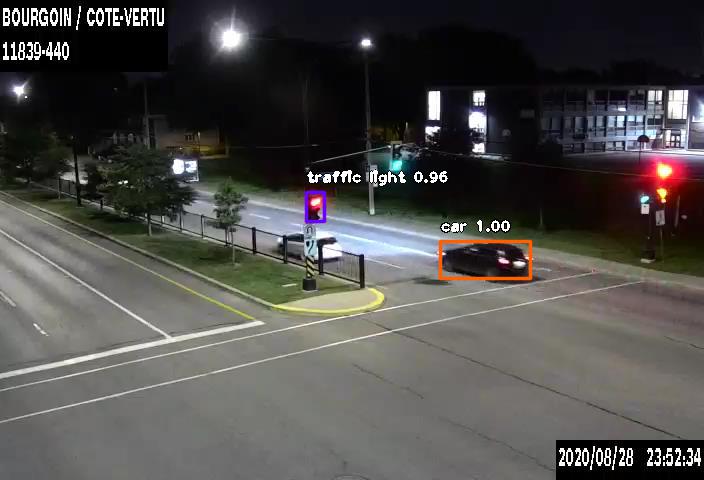 BOURGOIN / COTE-VERTU
11839-440
traffic light 0.96
car 1.00
2020/08/28 23:52:34